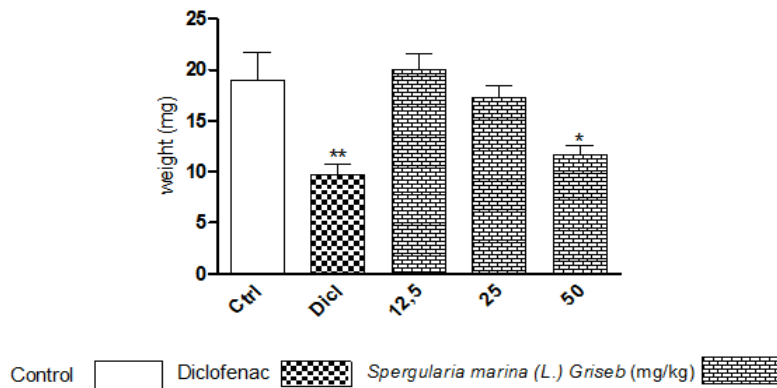 25
20
15
10
5
0
weight (mg)
**
*
Ctrl
Dicl
12,5
25
50
Control
Diclofenac
Spergularia marina (L.) Griseb (mg/kg)